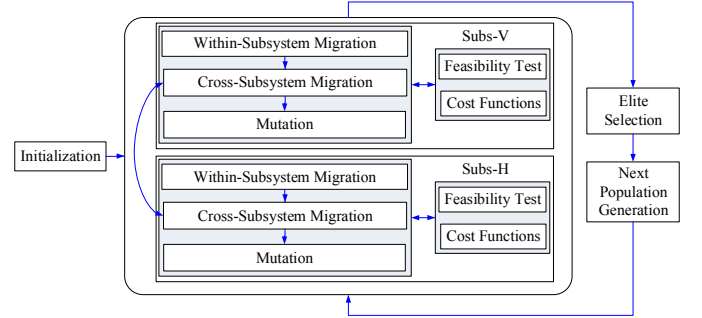 Initialization
Subs-V
Within-Subsystem Migration
Cross-Subsystem Migration
Mutation
Feasibility Test
Cost Functions
Subs-H
Within-Subsystem Migration
Cross-Subsystem Migration
Mutation
Feasibility Test
Cost Functions
Elite
Selection
Next
Population
Generation